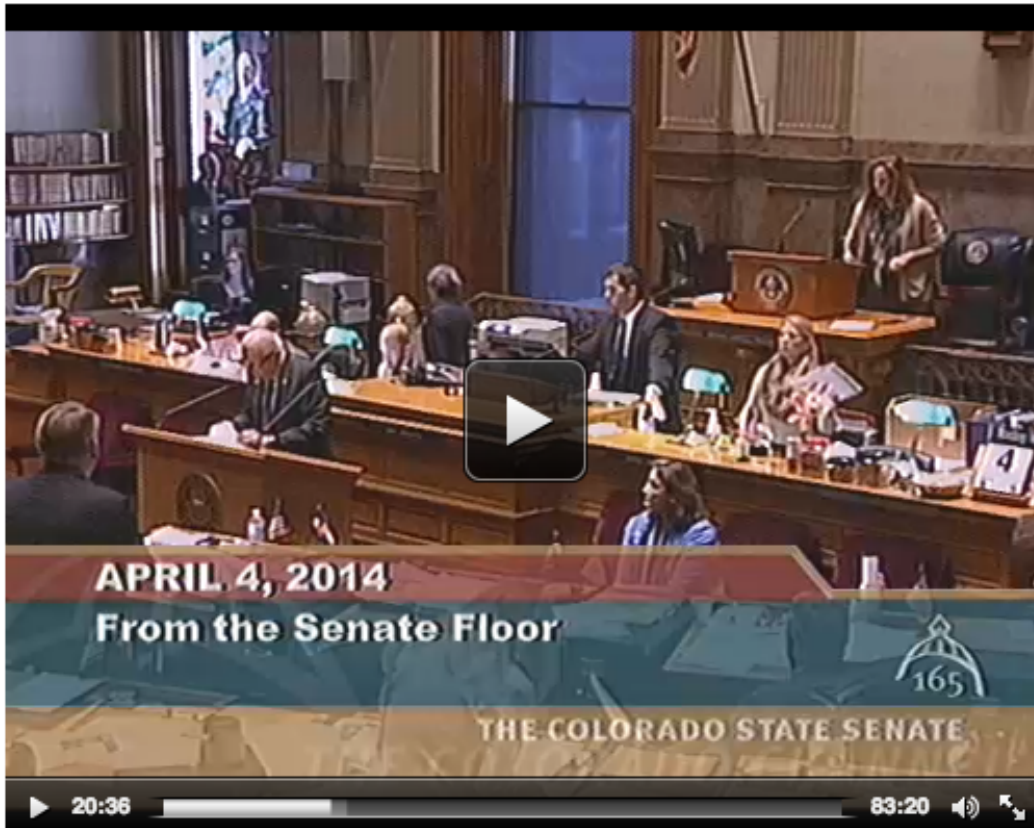 4
APRIL 4, 2014
From the Senate Floor
165
THE COLORADO STATE SENATE
20:36
83:20